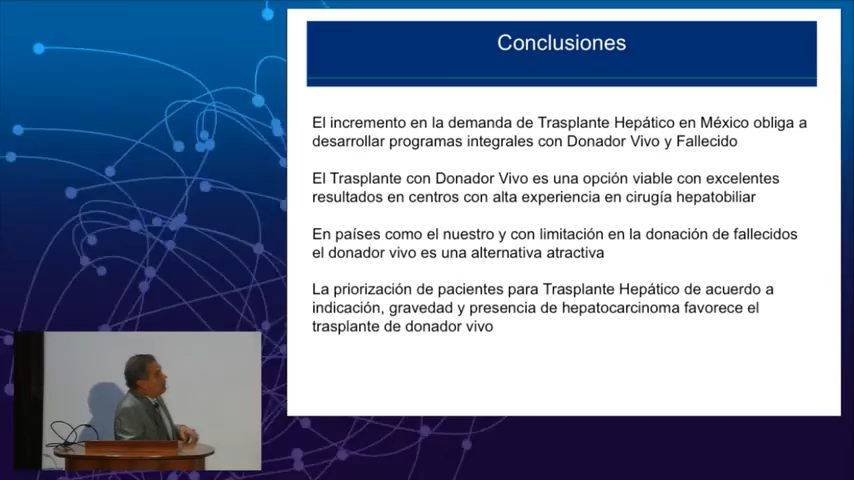 Conclusiones
El incremento en la demanda de Trasplante Hepático en México obliga a
desarrollar programas integrales con Donador Vivo y Fallecido
El Trasplante con Donador Vivo es una opción viable con excelentes
resultados en centros con alta experiencia en cirugía hepatobiliar
En países como el nuestro y con limitación en la donación de fallecidos
el donador vivo es una alternativa atractiva
La priorización de pacientes para Trasplante Hepático de acuerdo a
indicación, gravedad y presencia de hepatocarcinoma favorece el
trasplante de donador vivo